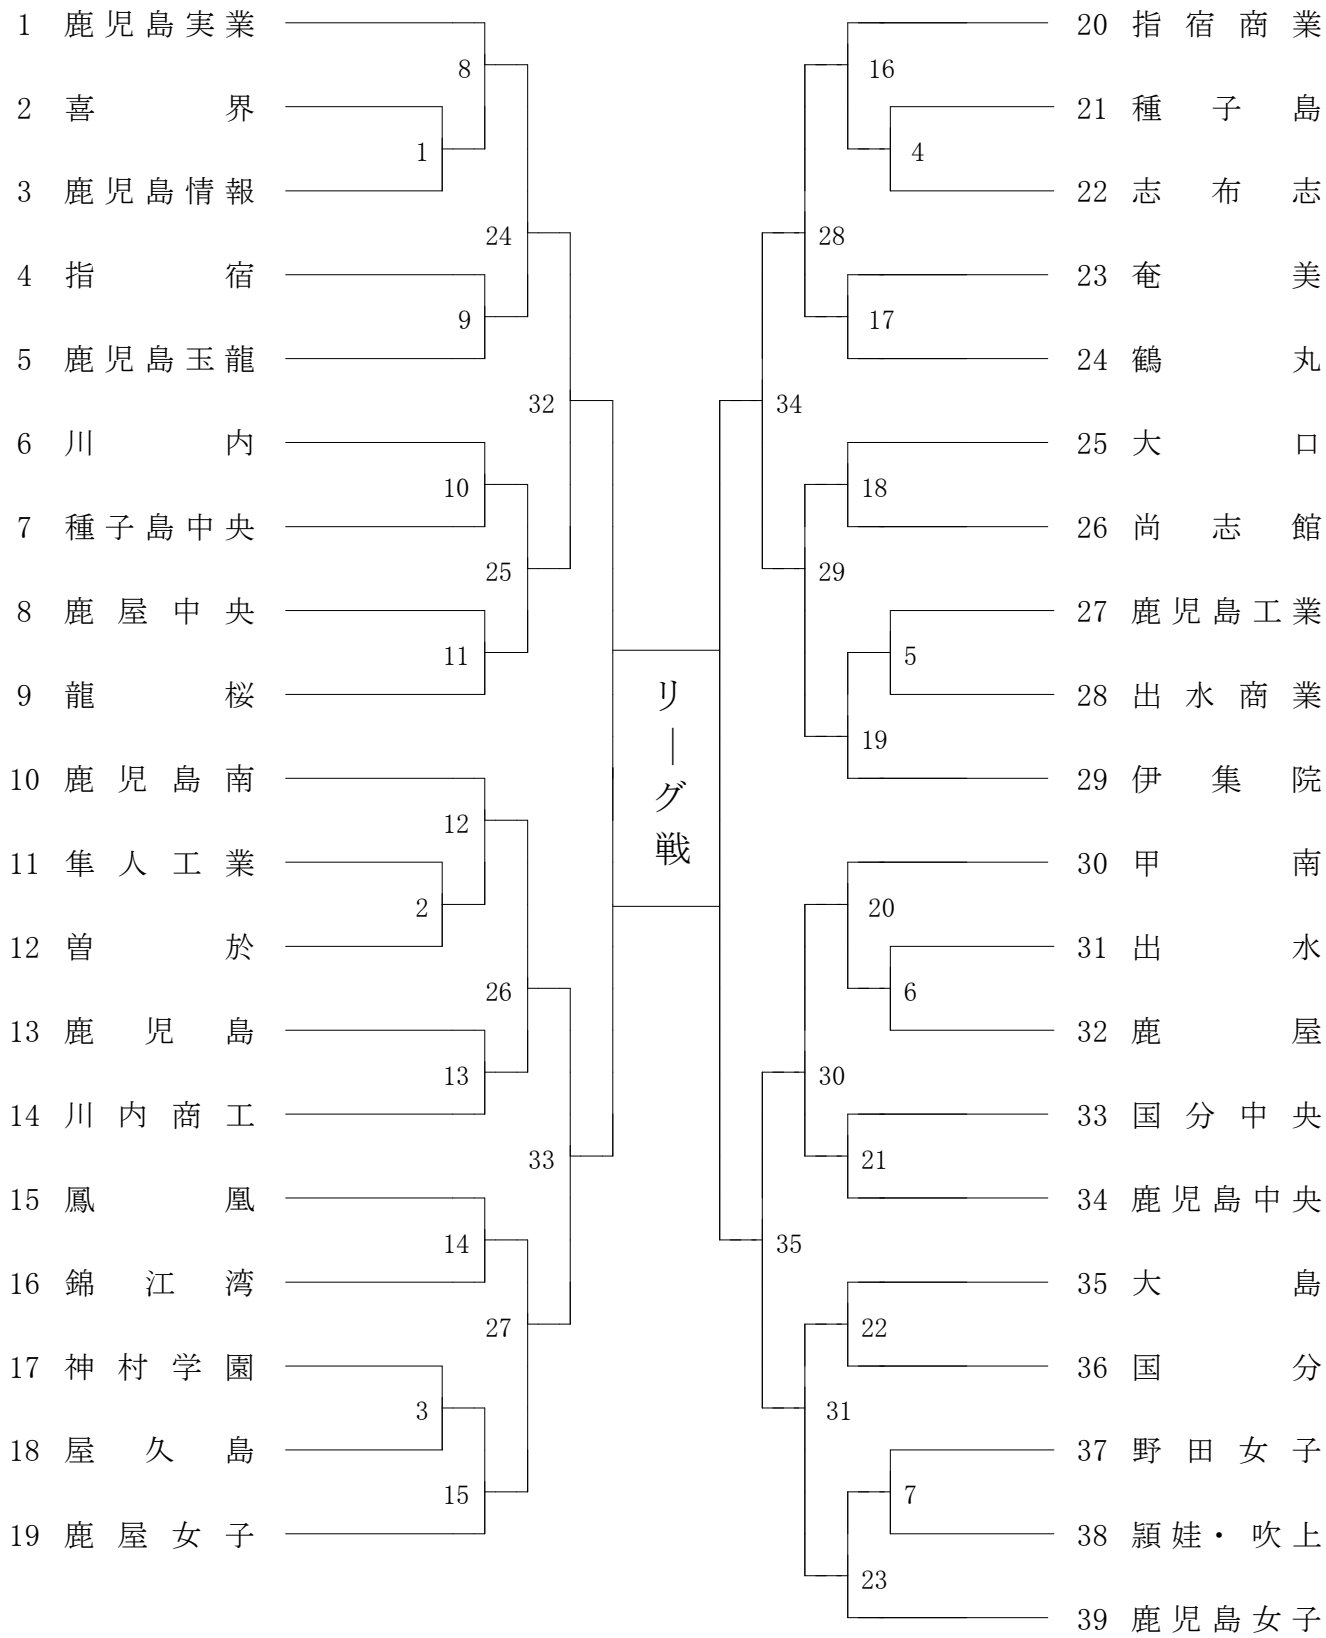 1 鹿児島実業
2 喜界
3 鹿児島情報
4 指宿
5 鹿児島玉龍
6 川内
7 種子島中央
8 鹿屋中央
9 龍桜
10 鹿児島南
11 隼人工業
12 曽於
13 鹿児島
14 川内商工
15 鳳凰
16 錦江湾
17 神村学園
18 屋久島
19 鹿屋女子
8
1
24
9
32
10
25
11
12
2
26
13
33
14
27
3
15
リーグ戦
16
4
28
17
34
18
29
5
19
20
6
30
21
35
22
31
7
23
20 指宿商業
21 種子島
22 志布志
23 奄美
24 鶴丸
25 大口
26 尚志館
27 鹿児島工業
28 出水商業
29 伊集院
30 甲南
31 出水
32 鹿屋
33 国分中央
34 鹿児島中央
35 大島
36 国分
37 野田女子
38 頴娃・吹上
39 鹿児島女子